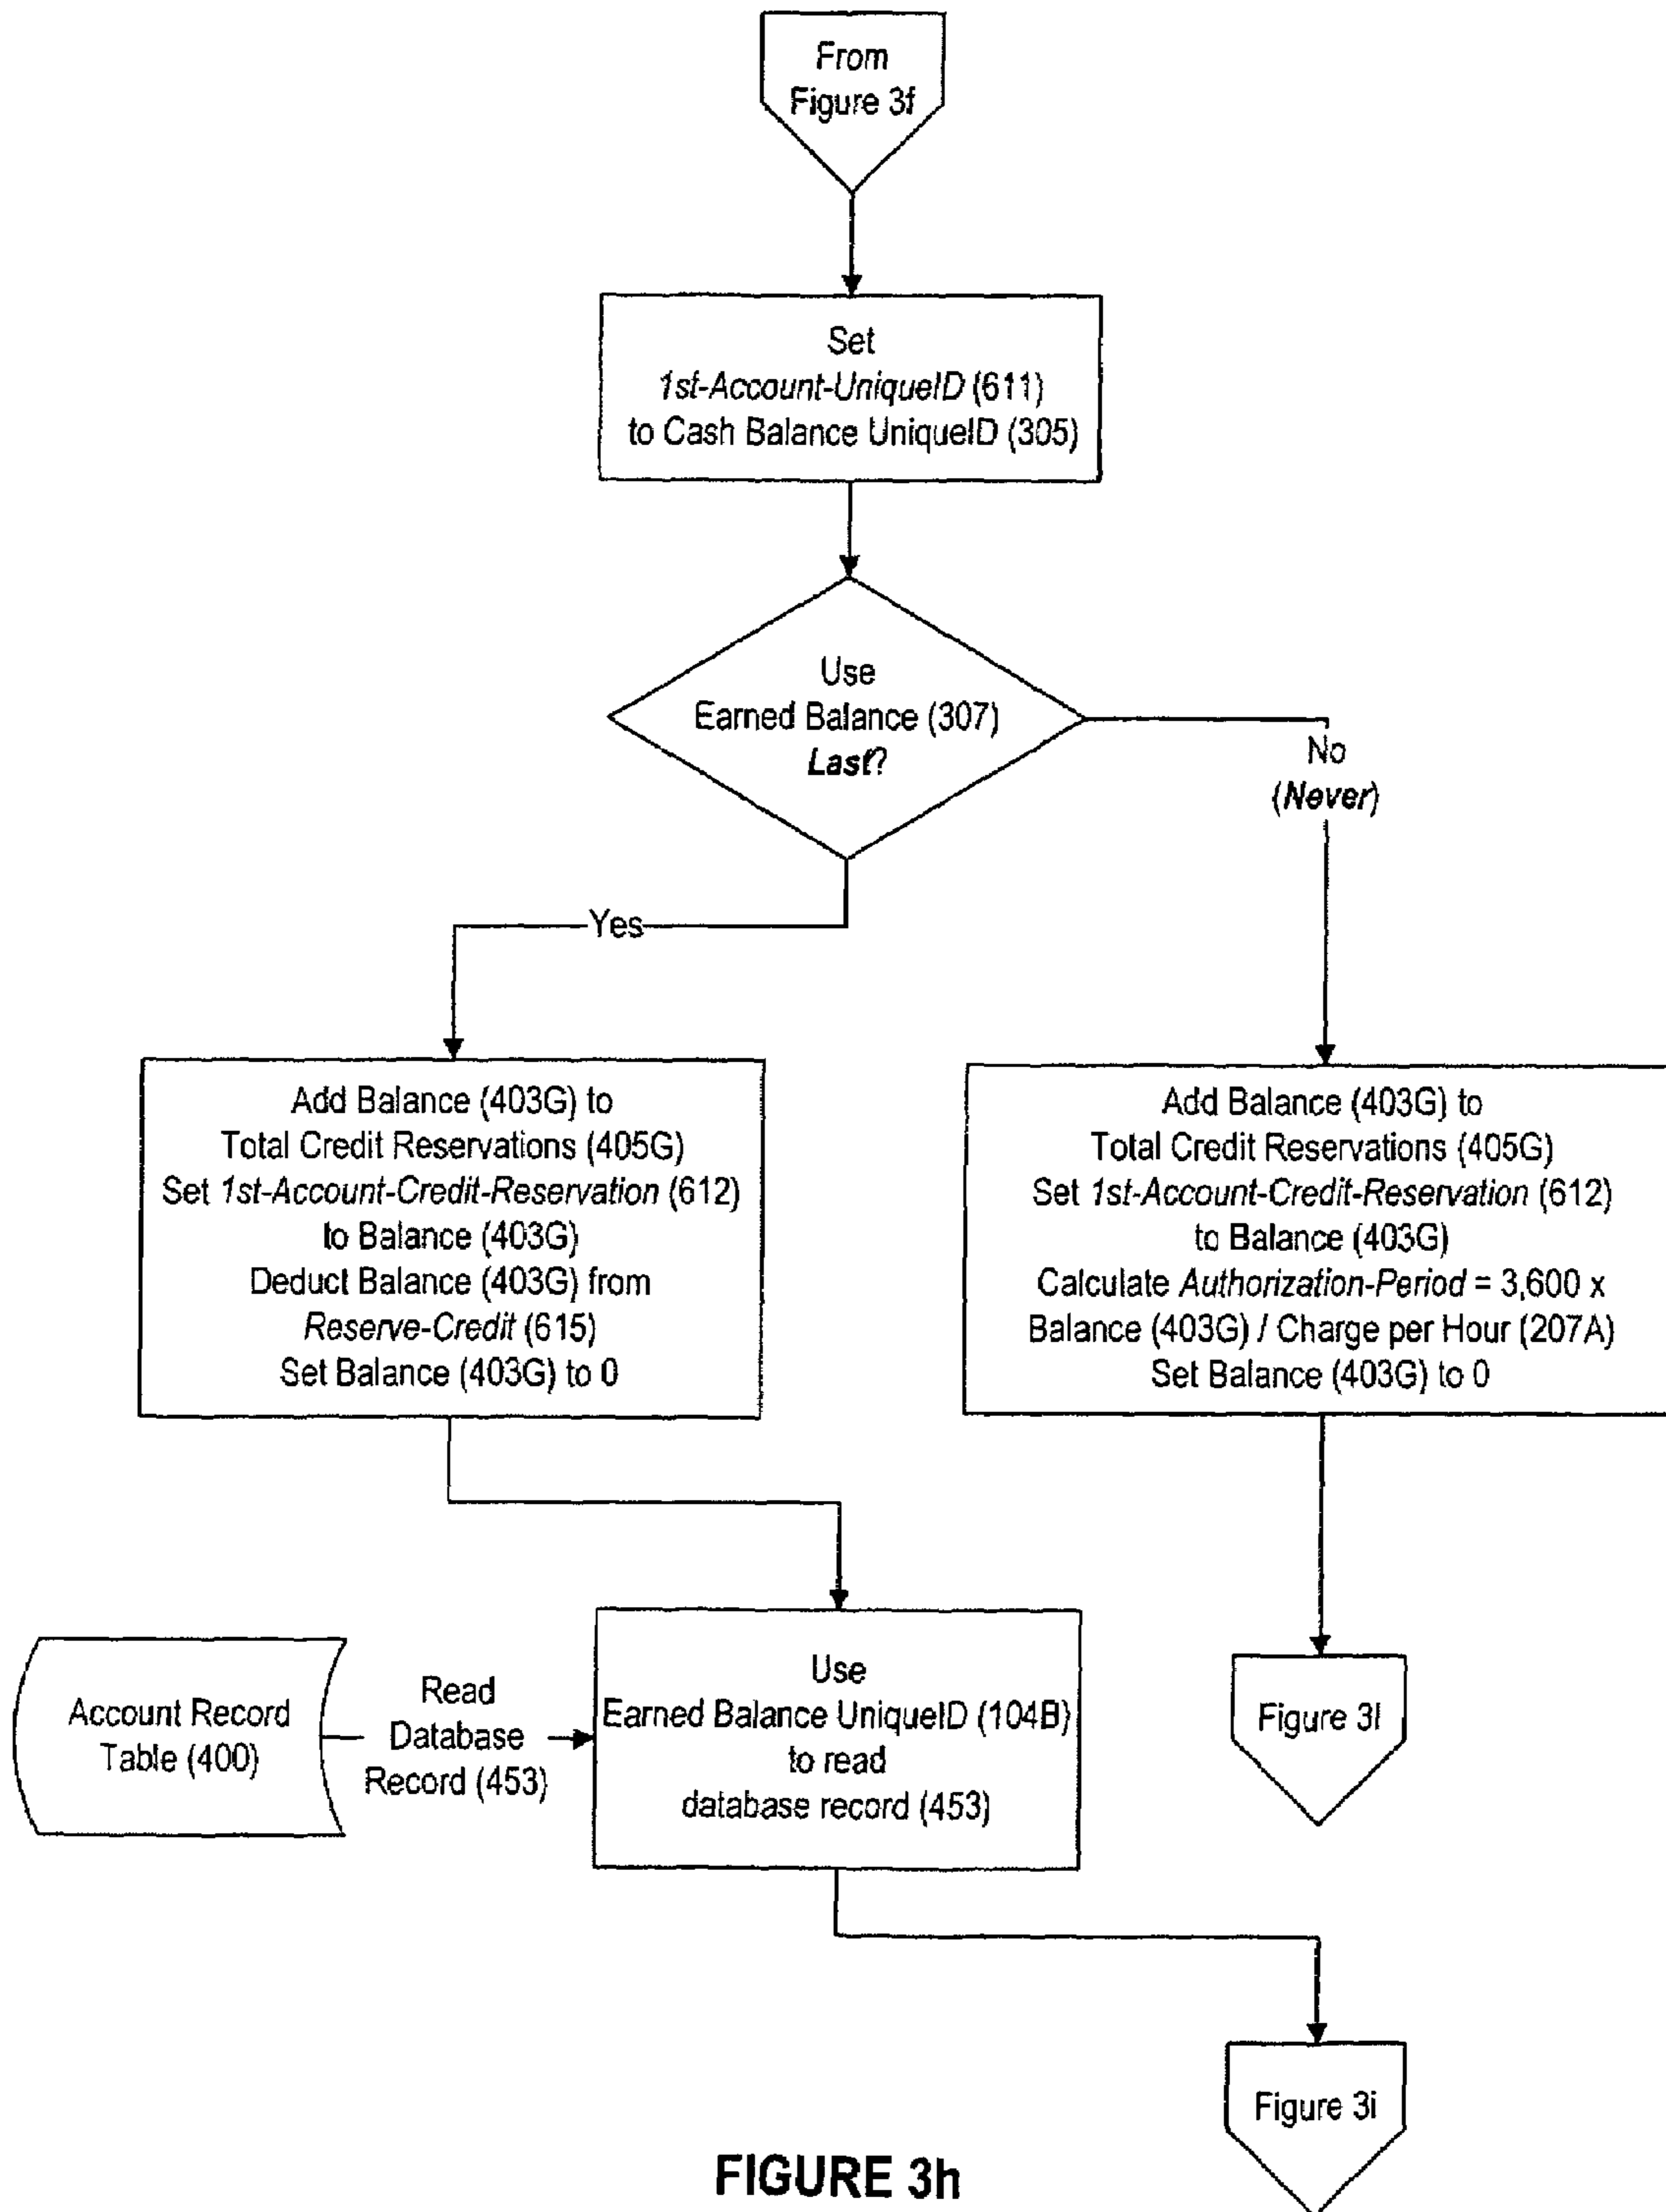 From
Figure 3f
Set
1st-Account-UniqueID (611)
to Cash Balance UniqueID (305)
Use
Earned Balance (307)
Last?
No
(Never)
Yes
Add Balance (403G) to
Total Credit Reservations (405G)
Set 1st-Account-Credit-Reservation (612)
to Balance (403G)
Deduct Balance (403G) from
Reserve-Credit (615)
Set Balance (403G) to 0
Add Balance (403G) to
Total Credit Reservations (405G)
Set 1st-Account-Credit-Reservation (612)
to Balance (403G)
Calculate Authorization-Period = 3,600 x
Balance (403G) / Charge per Hour (207A)
Set Balance (403G) to 0
Account Record
Table (400)
Read
Database
Record (453)
Use
Earned Balance UniqueID (104B)
to read
database record (453)
Figure 3l
Figure 3i
FIGURE 3h